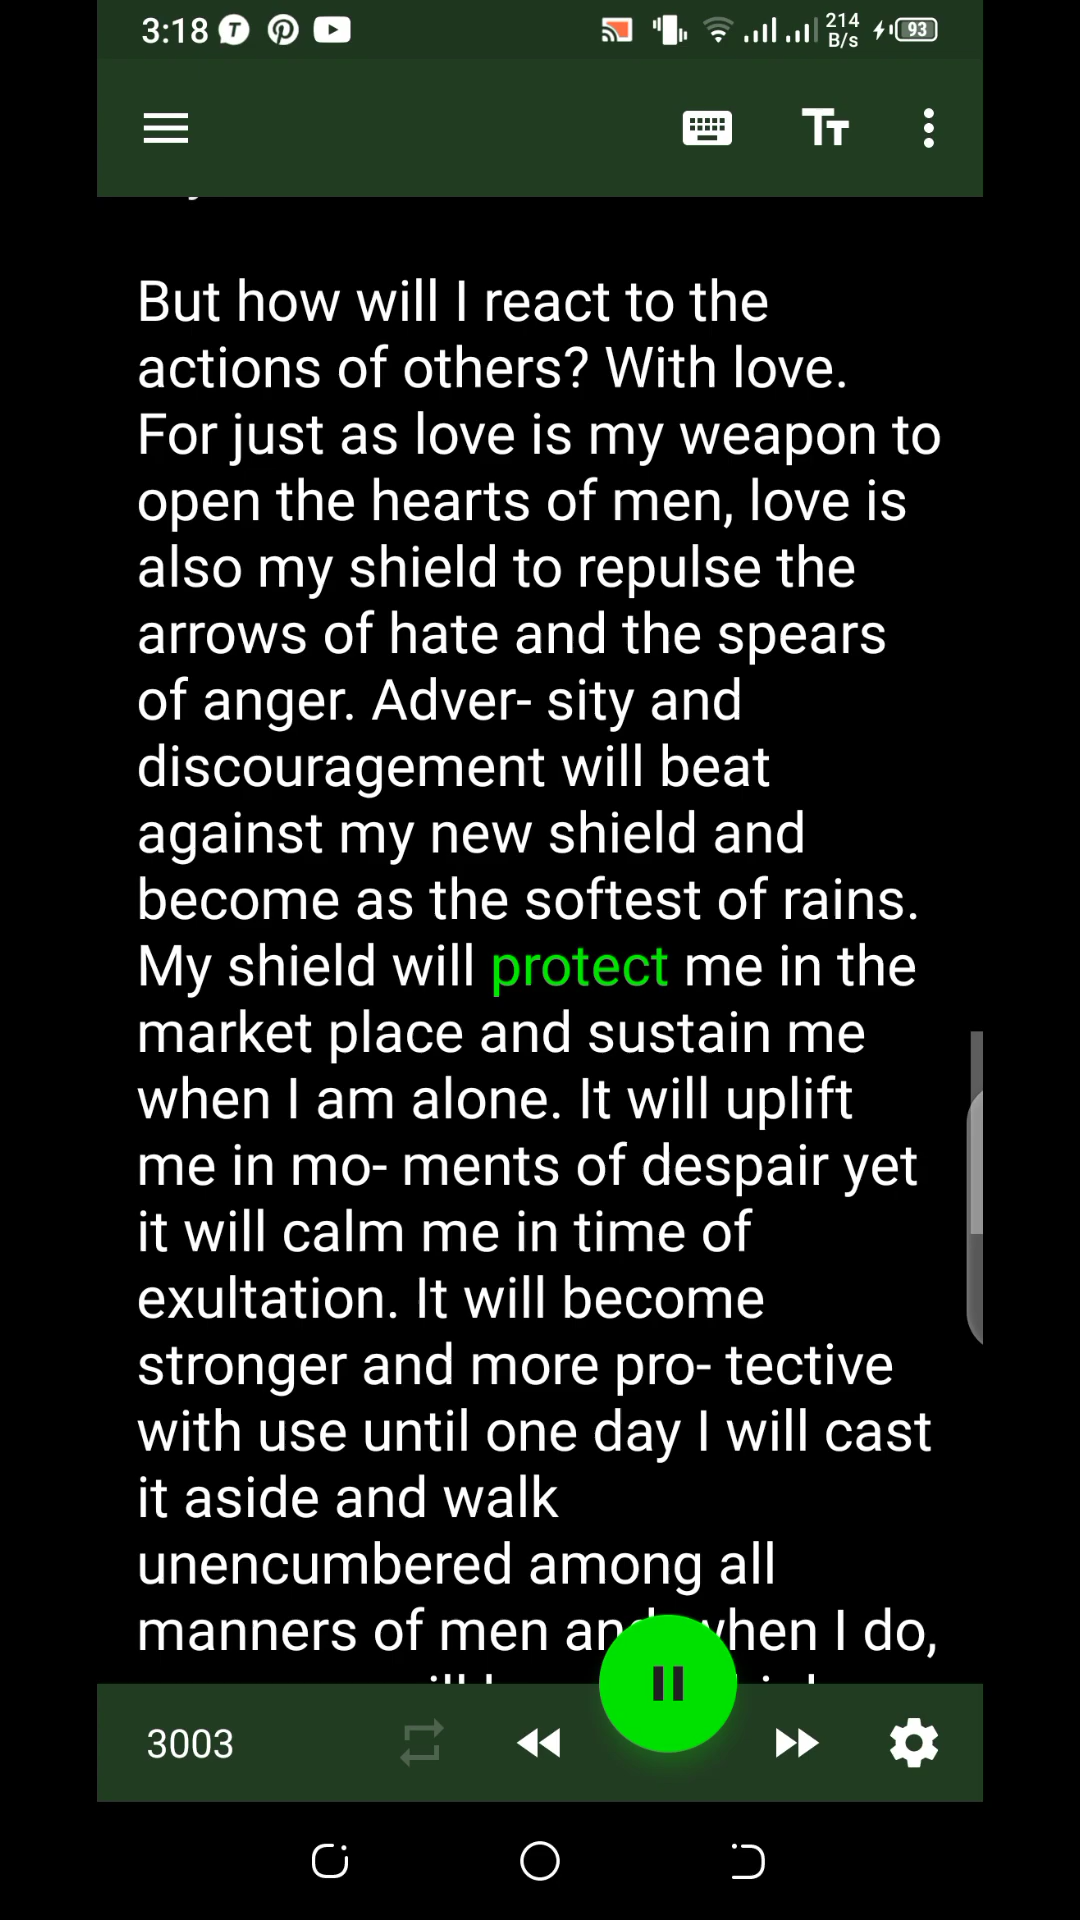 3:18
214
B/s
93
But how will I react to the
actions of others? With love.
For just as love is my weapon to
open the hearts of men, love is
also my shield to repulse the
arrows of hate and the spears
of anger. Adver- sity and
discouragement will beat
against my new shield and
become as the softest of rains.
My shield will protect me in the
market place and sustain me
when I am alone. It will uplift
me in mo- ments of despair yet
it will calm me in time of
exultation. It will become
stronger and more pro- tective
with use until one day I will cast
it aside and walk
unencumbered among all
manners of men and when I do,
3003